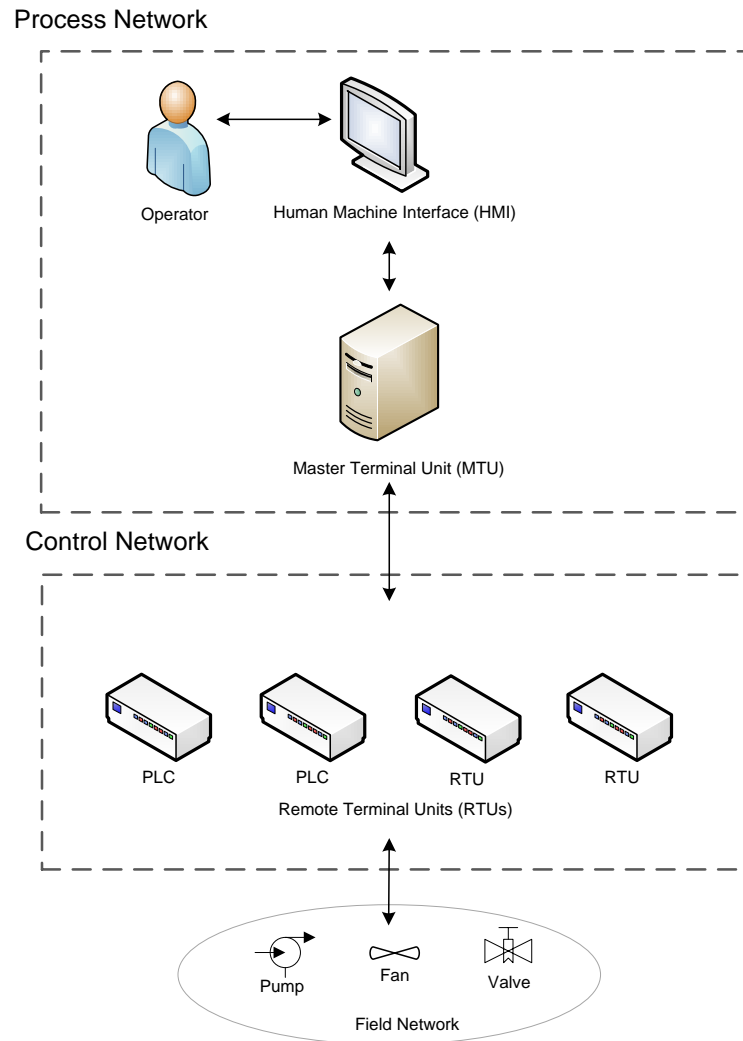 Process Network
Operator
Human Machine Interface (HMI)
Master Terminal Unit (MTU)
Control Network
PLC
PLC
RTU
RTU
Remote Terminal Units (RTUs)
Pump
Fan
Valve
Field Network